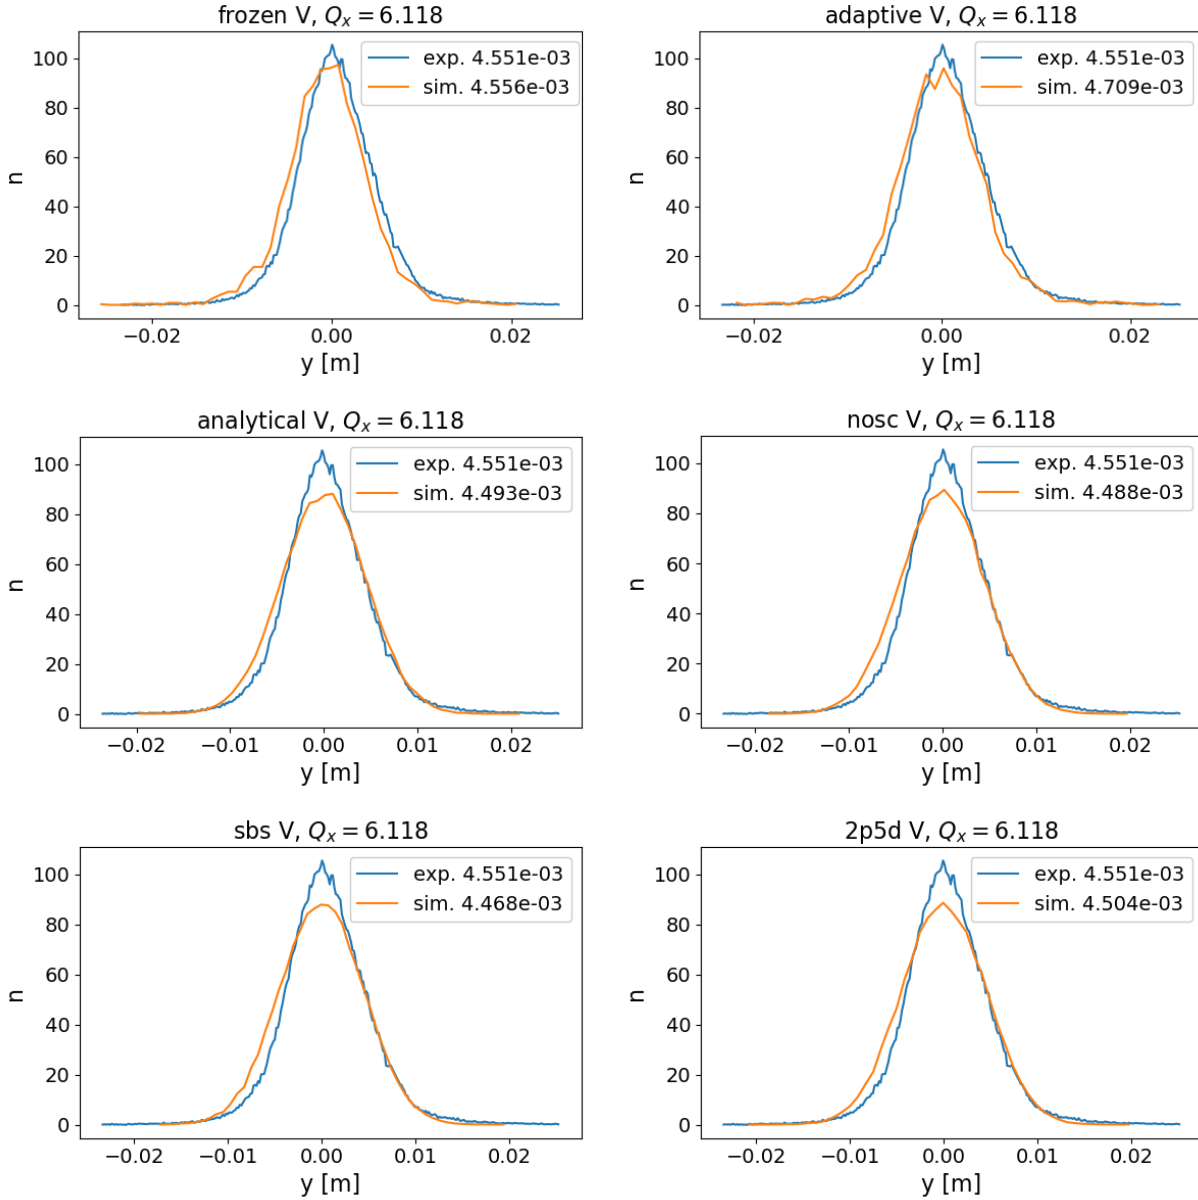 frozen V, Qₓ = 6.118
exp. 4.551e-03
sim. 4.556e-03
100
80
60
40
20
0
n
−0.02
0.00
0.02
y [m]
adaptive V, Qₓ = 6.118
exp. 4.551e-03
sim. 4.709e-03
100
80
60
40
20
0
n
−0.02
0.00
0.02
y [m]
analytical V, Qₓ = 6.118
exp. 4.551e-03
sim. 4.493e-03
100
80
60
40
20
0
n
−0.02
−0.01
0.00
0.01
0.02
y [m]
nosc V, Qₓ = 6.118
exp. 4.551e-03
sim. 4.488e-03
100
80
60
40
20
0
n
−0.02
−0.01
0.00
0.01
0.02
y [m]
sbs V, Qₓ = 6.118
exp. 4.551e-03
sim. 4.468e-03
100
80
60
40
20
0
n
−0.02
−0.01
0.00
0.01
0.02
y [m]
2p5d V, Qₓ = 6.118
exp. 4.551e-03
sim. 4.504e-03
100
80
60
40
20
0
n
−0.02
−0.01
0.00
0.01
0.02
y [m]